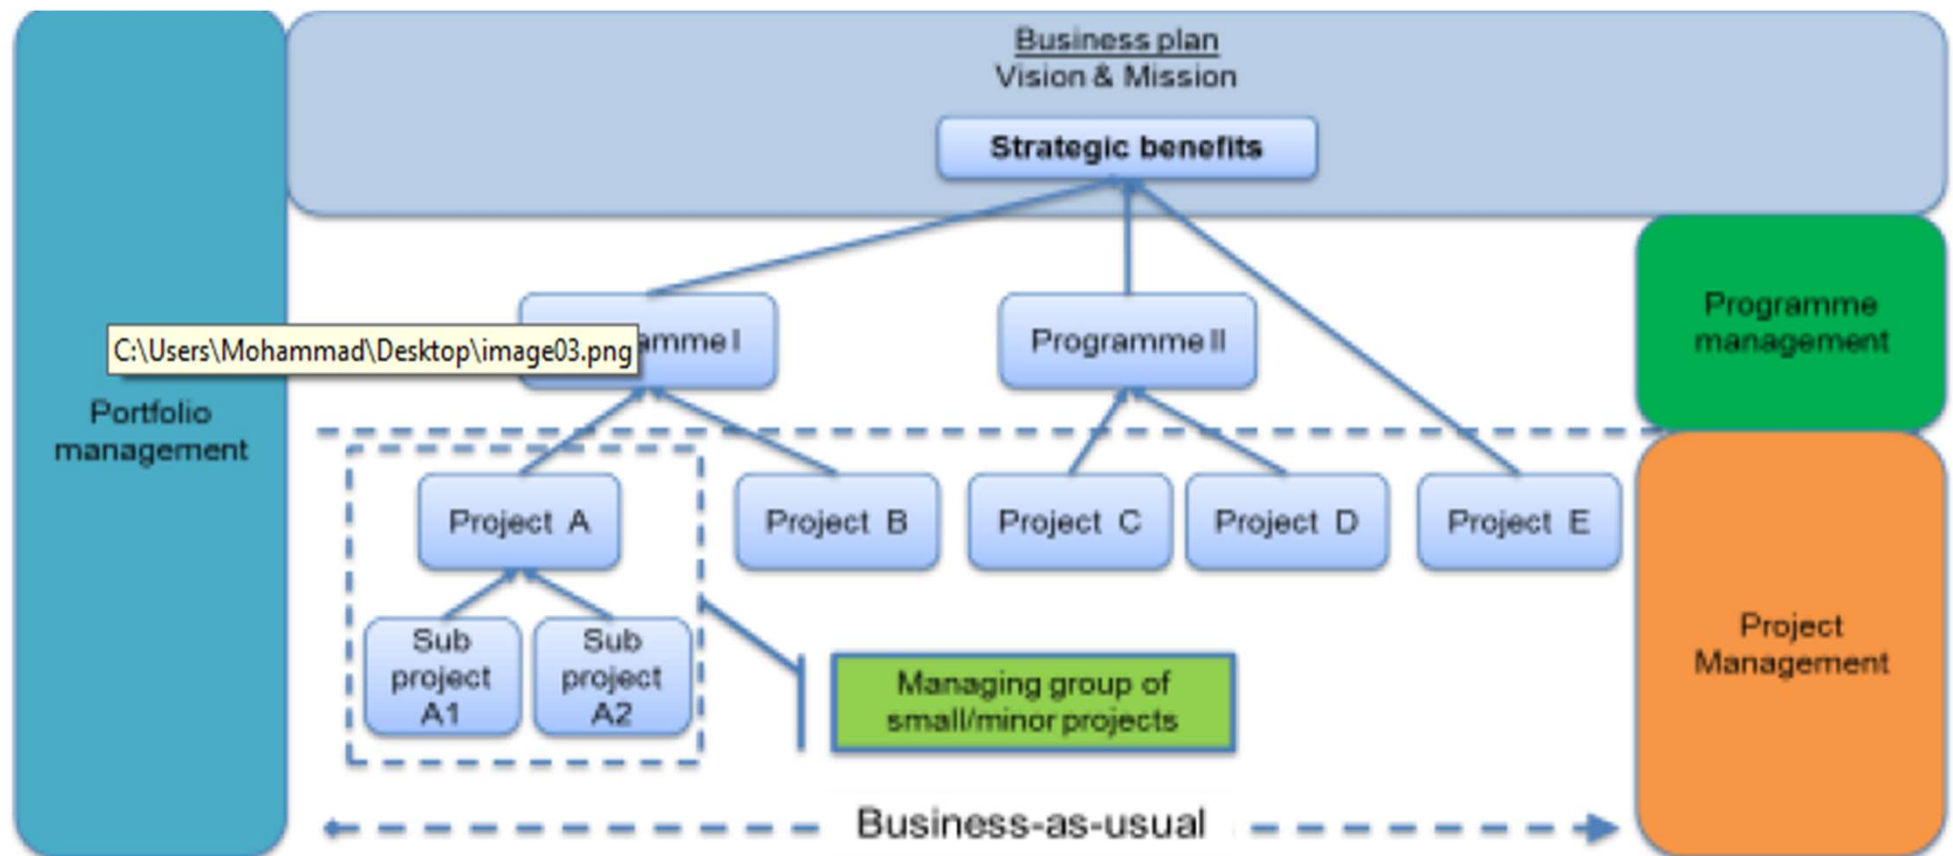 Business plan
Vision & Mission
Strategic benefits
Programme
management
amme I
Programme II
C:\Users\Mohammad\Desktop\image03.png
Portfolio
management
Project A
Project B
Project C
Project D
Project E
Sub
project
A1
Sub
project
A2
Managing group of
small/minor projects
Project
Management
Business-as-usual